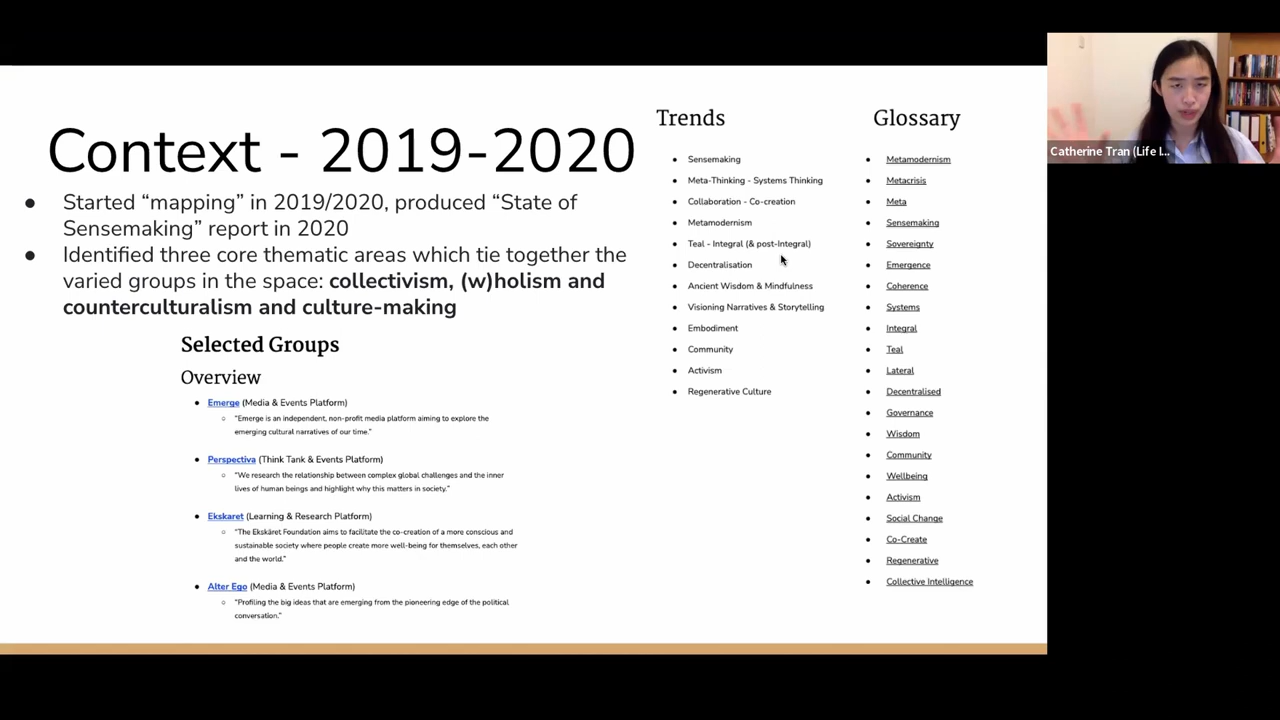 Context - 2019-2020
● Started “mapping” in 2019/2020, produced “State of
Sensemaking” report in 2020
● Identified three core thematic areas which tie together the
varied groups in the space: collectivism, (w)holism and
counterculturalism and culture-making
Selected Groups
Overview
● Emerge (Media & Events Platform)
○ “Emerge is an independent, non-profit media platform aiming to explore the
emerging cultural narratives of our time.”
● Perspectiva (Think Tank & Events Platform)
○ “We research the relationship between complex global challenges and the inner
lives of human beings and highlight why this matters in society.”
● Ekskaret (Learning & Research Platform)
○ “The Ekskäret Foundation aims to facilitate the co-creation of a more conscious and
sustainable society where people create more well-being for themselves, each other
and the world.”
● Alter Ego (Media & Events Platform)
○ “Profiling the big ideas that are emerging from the pioneering edge of the political
conversation.”
Trends
● Sensemaking
● Meta-Thinking - Systems Thinking
● Collaboration - Co-creation
● Metamodernism
● Teal - Integral (& post-Integral)
● Decentralisation
● Ancient Wisdom & Mindfulness
● Visioning Narratives & Storytelling
● Embodiment
● Community
● Activism
● Regenerative Culture
Glossary
● Metamodernism
● Metacrisis
● Meta
● Sensemaking
● Sovereignty
● Emergence
● Coherence
● Systems
● Integral
● Teal
● Lateral
● Decentralised
● Governance
● Wisdom
● Community
● Wellbeing
● Activism
● Social Change
● Co-Create
● Regenerative
● Collective Intelligence
Catherine Tran (Life I...